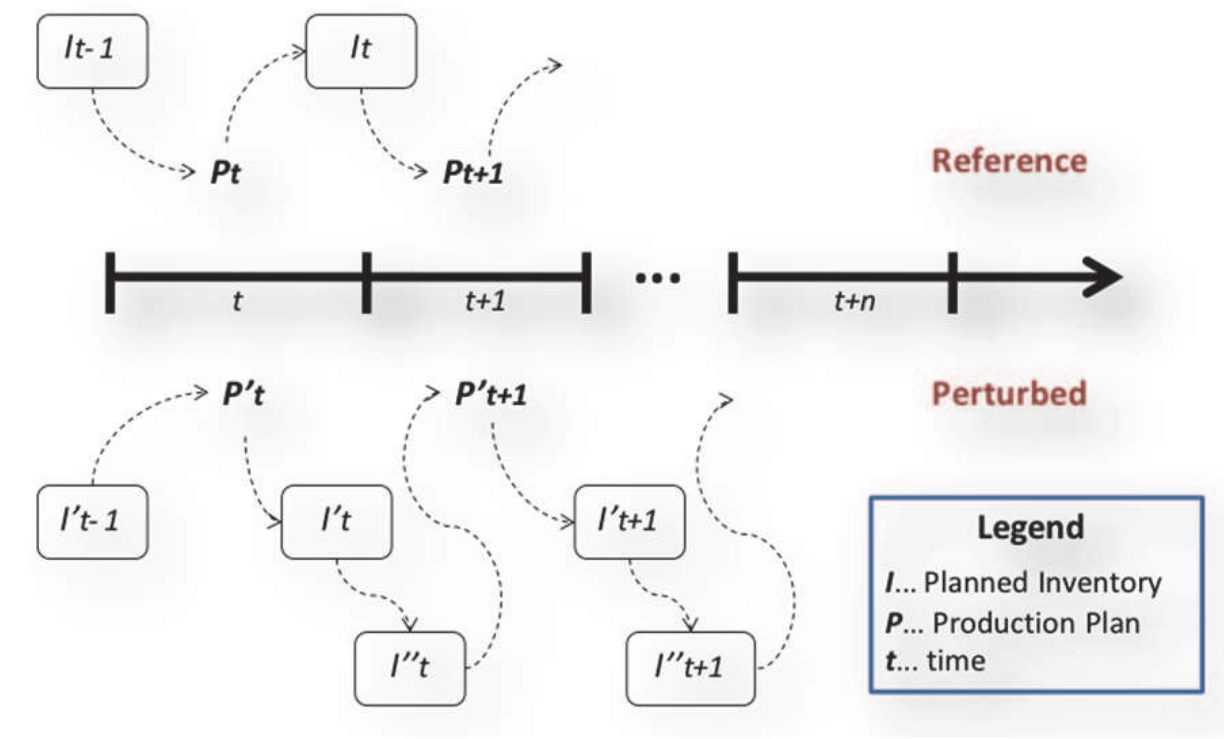 It-1
It
Pt
Pt+1
Reference
...
t
t+1
t+n
P't
P't+1
Perturbed
I't-1
I't
I't+1
I''t
I''t+1
Legend
I... Planned Inventory
P... Production Plan
t... time